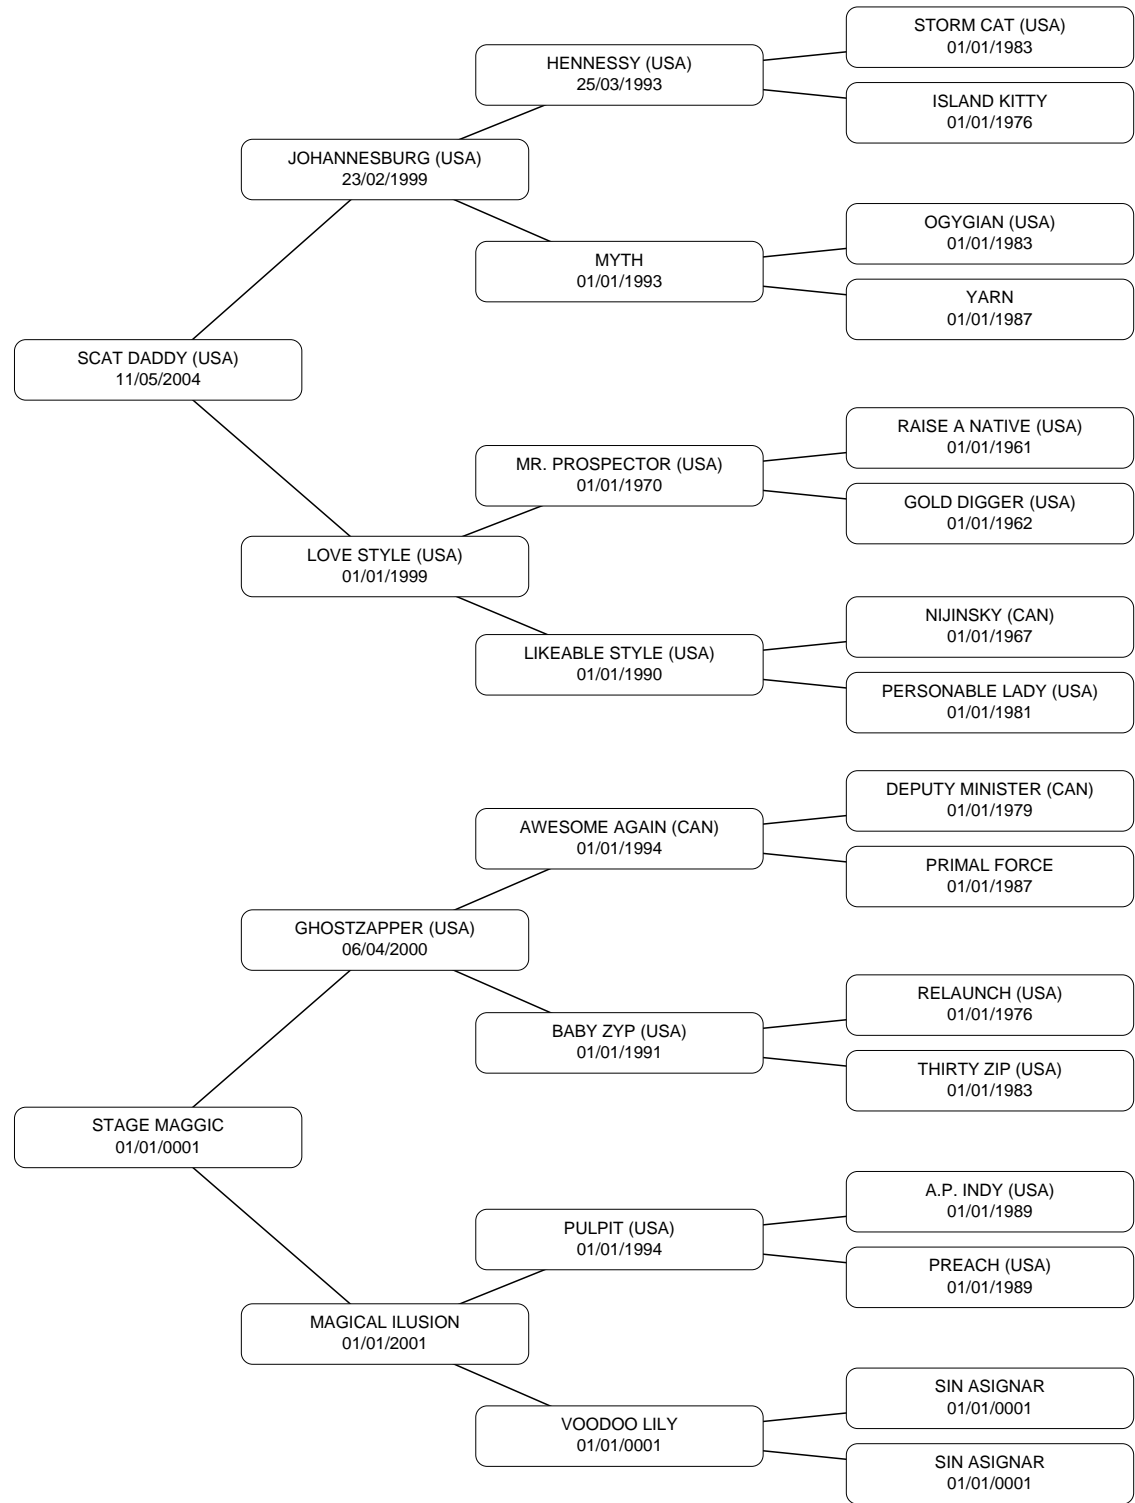 STORM CAT (USA)
01/01/1983
HENNESSY (USA)
25/03/1993
ISLAND KITTY
01/01/1976
JOHANNESBURG (USA)
23/02/1999
OGYGIAN (USA)
01/01/1983
MYTH
01/01/1993
YARN
01/01/1987
SCAT DADDY (USA)
11/05/2004
RAISE A NATIVE (USA)
01/01/1961
MR. PROSPECTOR (USA)
01/01/1970
GOLD DIGGER (USA)
01/01/1962
LOVE STYLE (USA)
01/01/1999
NIJINSKY (CAN)
01/01/1967
LIKEABLE STYLE (USA)
01/01/1990
PERSONABLE LADY (USA)
01/01/1981
DEPUTY MINISTER (CAN)
01/01/1979
AWESOME AGAIN (CAN)
01/01/1994
PRIMAL FORCE
01/01/1987
GHOSTZAPPER (USA)
06/04/2000
RELAUNCH (USA)
01/01/1976
BABY ZYP (USA)
01/01/1991
THIRTY ZIP (USA)
01/01/1983
STAGE MAGGIC
01/01/0001
A.P. INDY (USA)
01/01/1989
PULPIT (USA)
01/01/1994
PREACH (USA)
01/01/1989
MAGICAL ILUSION
01/01/2001
SIN ASIGNAR
01/01/0001
VOODOO LILY
01/01/0001
SIN ASIGNAR
01/01/0001